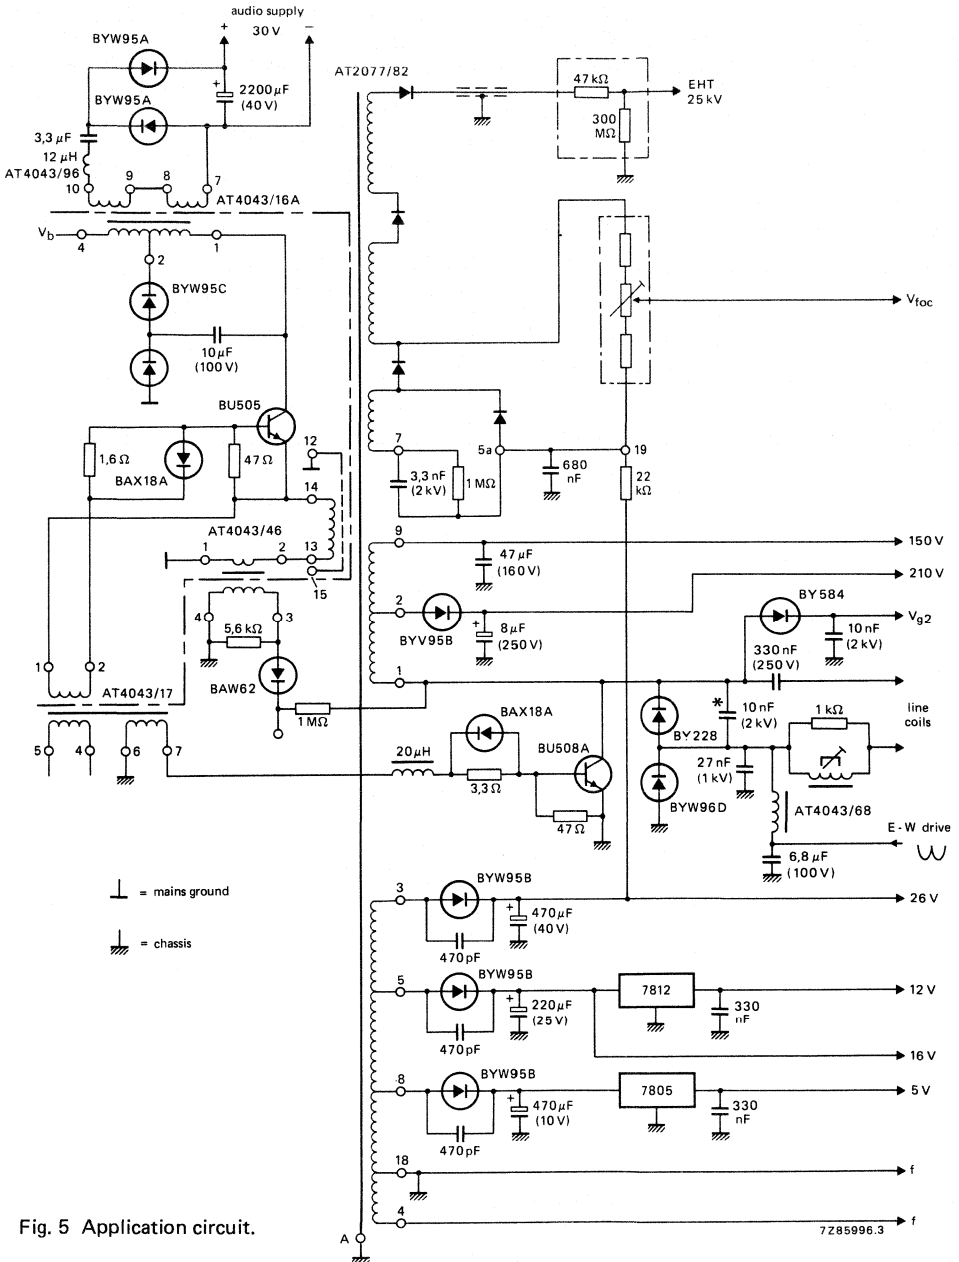 audio supply
+ 30 V −
BYW95A
AT2077/82
47 kΩ
EHT
25 kV
BYW95A
+
2200 µF
(40 V)
300
MΩ
3,3 µF
12 µH
AT4043/96
10
9
8
7
AT4043/16A
Vb
4
1
2
BYW95C
Vfoc
10 µF
(100 V)
BU505
12
7
5a
19
1,6 Ω
BAX18A
47 Ω
3,3 nF
(2 kV)
1 MΩ
680
nF
22
kΩ
14
AT4043/46
9
1
2
13
15
47 µF
(160 V)
150 V
210 V
4
3
2
BY584
5,6 kΩ
BYV95B
+
8 µF
(250 V)
Vg2
10 nF
(2 kV)
330 nF
(250 V)
1
2
BAW62
1
AT4043/17
1 MΩ
BAX18A
BY228
*
10 nF
(2 kV)
1 kΩ
line
coils
5
4
6
7
20 µH
BU508A
27 nF
(1 kV)
3,3 Ω
BYW96D
AT4043/68
47 Ω
E - W drive
6,8 µF
(100 V)
= mains ground
3
BYW95B
+
470 µF
(40 V)
26 V
= chassis
470 pF
5
BYW95B
+
220 µF
(25 V)
7812
330
nF
12 V
470 pF
16 V
8
BYW95B
+
470 µF
(10 V)
7805
330
nF
5 V
470 pF
18
f
4
f
Fig. 5 Application circuit.
A
7Z85996.3